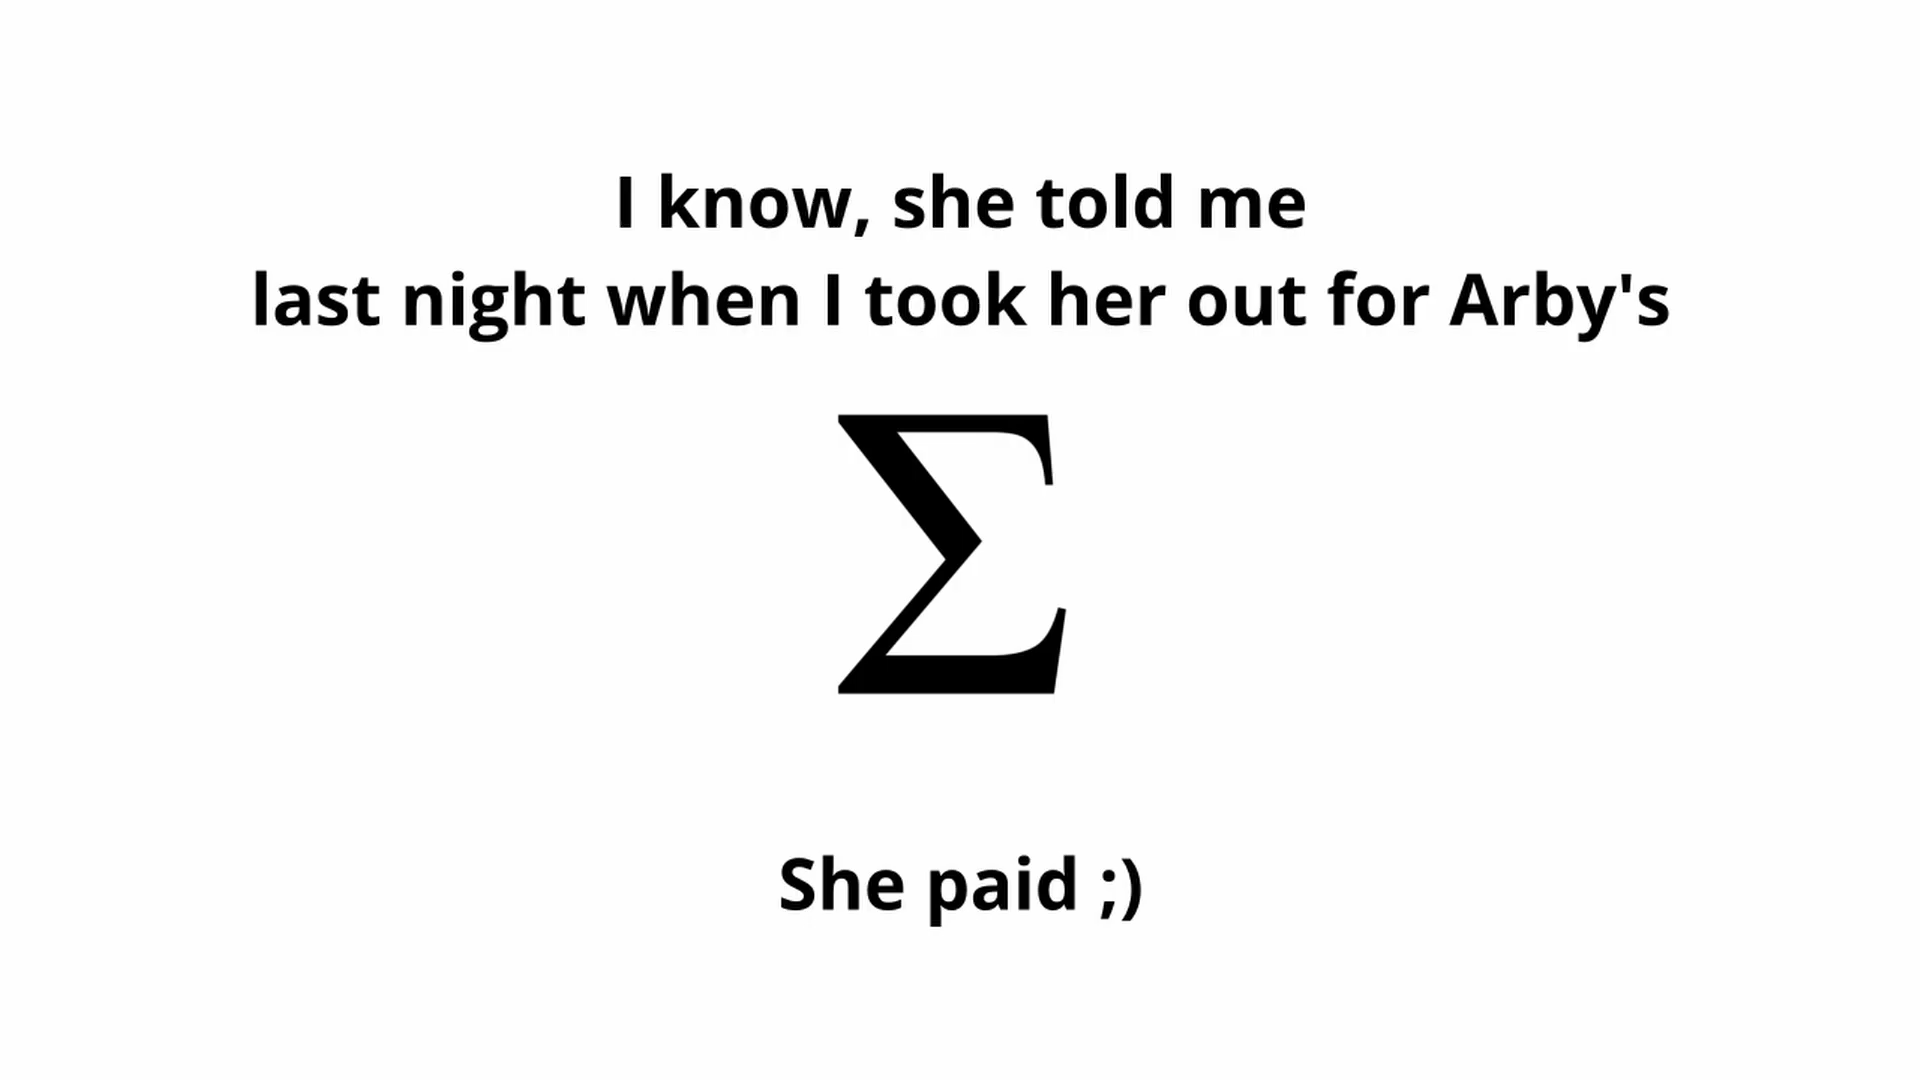 I know, she told me
last night when I took her out for Arby's
Σ
She paid ;)